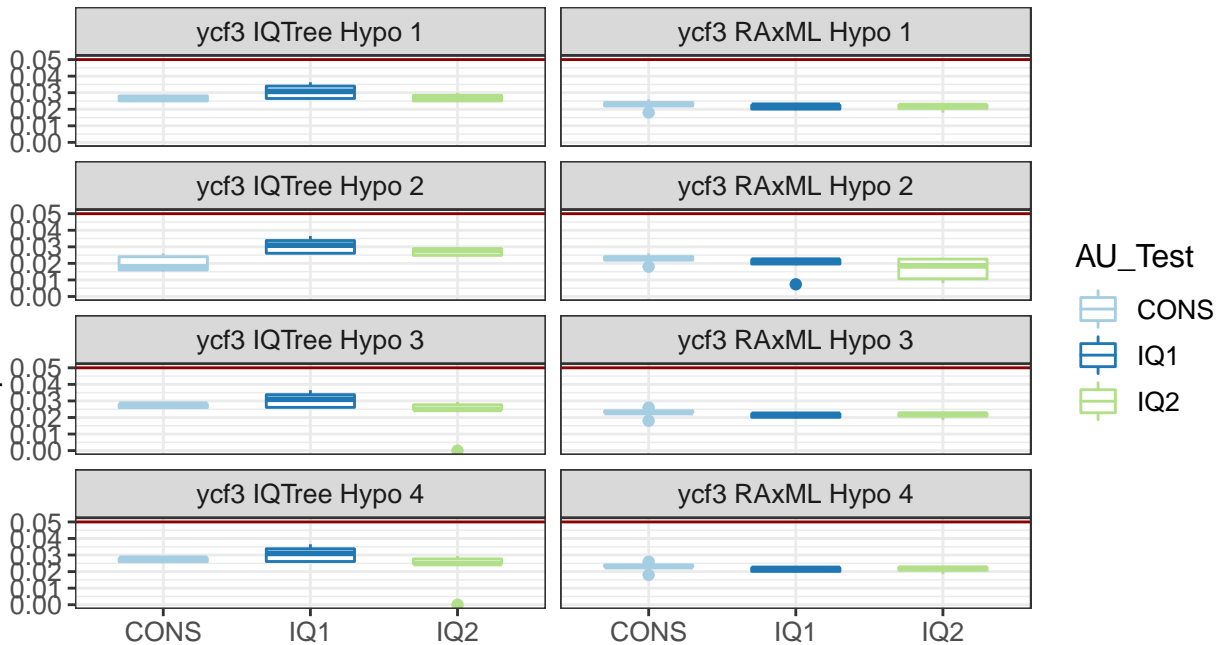 ycf3 IQTree Hypo 1
ycf3 RAxML Hypo 1
0.05
0.04
0.03
0.02
0.01
0.00
ycf3 IQTree Hypo 2
ycf3 RAxML Hypo 2
0.05
0.04
0.03
0.02
0.01
0.00
ycf3 IQTree Hypo 3
ycf3 RAxML Hypo 3
0.05
0.04
0.03
0.02
0.01
0.00
ycf3 IQTree Hypo 4
ycf3 RAxML Hypo 4
0.05
0.04
0.03
0.02
0.01
0.00
CONS IQ1 IQ2
CONS IQ1 IQ2
AU_Test
CONS
IQ1
IQ2